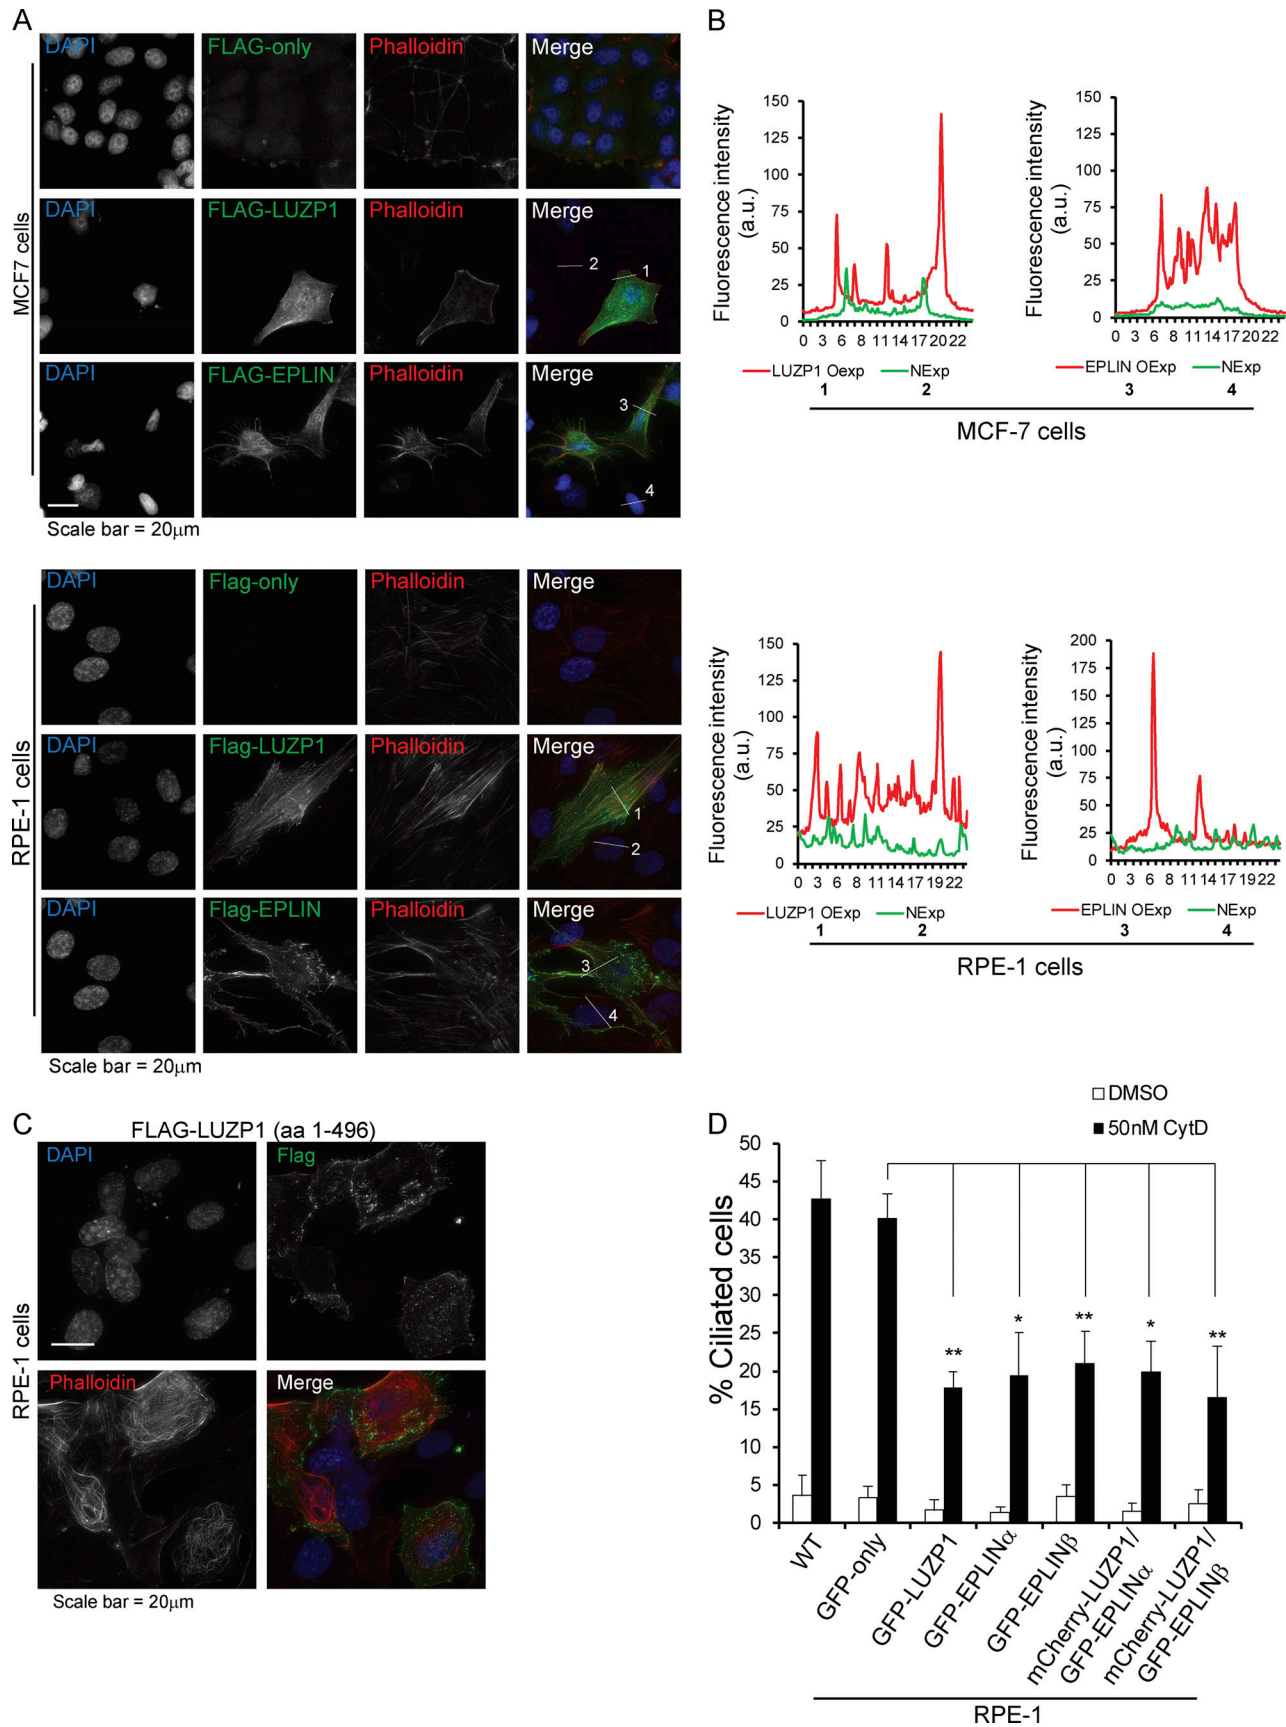 A
DAPI
FLAG-only
Phalloidin
Merge
DAPI
FLAG-LUZP1
Phalloidin
Merge
1
2
DAPI
FLAG-EPLIN
Phalloidin
Merge
3
4
MCF7 cells
Scale bar = 20μm
DAPI
Flag-only
Phalloidin
Merge
DAPI
Flag-LUZP1
Phalloidin
Merge
1
2
DAPI
Flag-EPLIN
Phalloidin
Merge
3
4
RPE-1 cells
Scale bar = 20μm
B
Fluorescence intensity
(a.u.)
150
125
100
75
50
25
0
0 3 6 8 11 14 17 20 22
LUZP1 Oexp NExp
1 2
Fluorescence intensity
(a.u.)
150
125
100
75
50
25
0
0 3 6 8 11 14 17 20 22
EPLIN OExp NExp
3 4
MCF-7 cells
Fluorescence intensity
(a.u.)
150
125
100
75
50
25
0
0 3 6 8 11 14 16 19 22
LUZP1 OExp NExp
1 2
Fluorescence intensity
(a.u.)
200
175
150
125
100
75
50
25
0
0 3 6 8 11 14 16 19 22
EPLIN OExp NExp
3 4
RPE-1 cells
C
FLAG-LUZP1 (aa 1-496)
DAPI
Flag
Phalloidin
Merge
RPE-1 cells
Scale bar = 20μm
D
DMSO
50nM CytD
% Ciliated cells
50
45
40
35
30
25
20
15
10
5
0
** * ** * **
WT
GFP-only
GFP-LUZP1
GFP-EPLINα
GFP-EPLINβ
mCherry-LUZP1/
GFP-EPLINα
mCherry-LUZP1/
GFP-EPLINβ
RPE-1